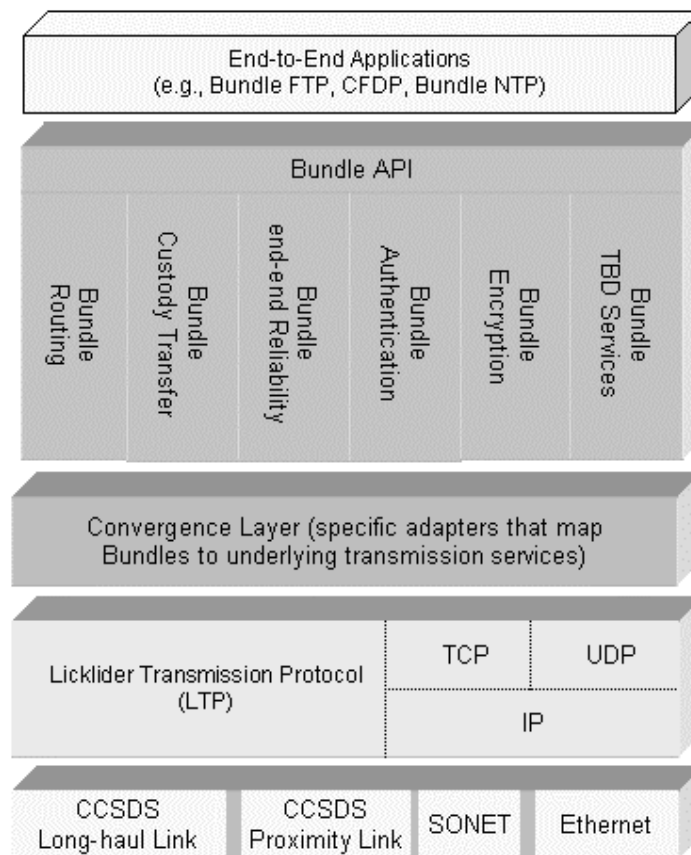 End-to-End Applications
(e.g., Bundle FTP, CFDP, Bundle NTP)
Bundle API
Bundle
Routing
Bundle
Custody Transfer
Bundle
end-end Reliability
Bundle
Authentication
Bundle
Encryption
Bundle
TBD Services
Convergence Layer (specific adapters that map
Bundles to underlying transmission services)
Licklider Transmission Protocol
(LTP)
TCP
UDP
IP
CCSDS
Long-haul Link
CCSDS
Proximity Link
SONET
Ethernet